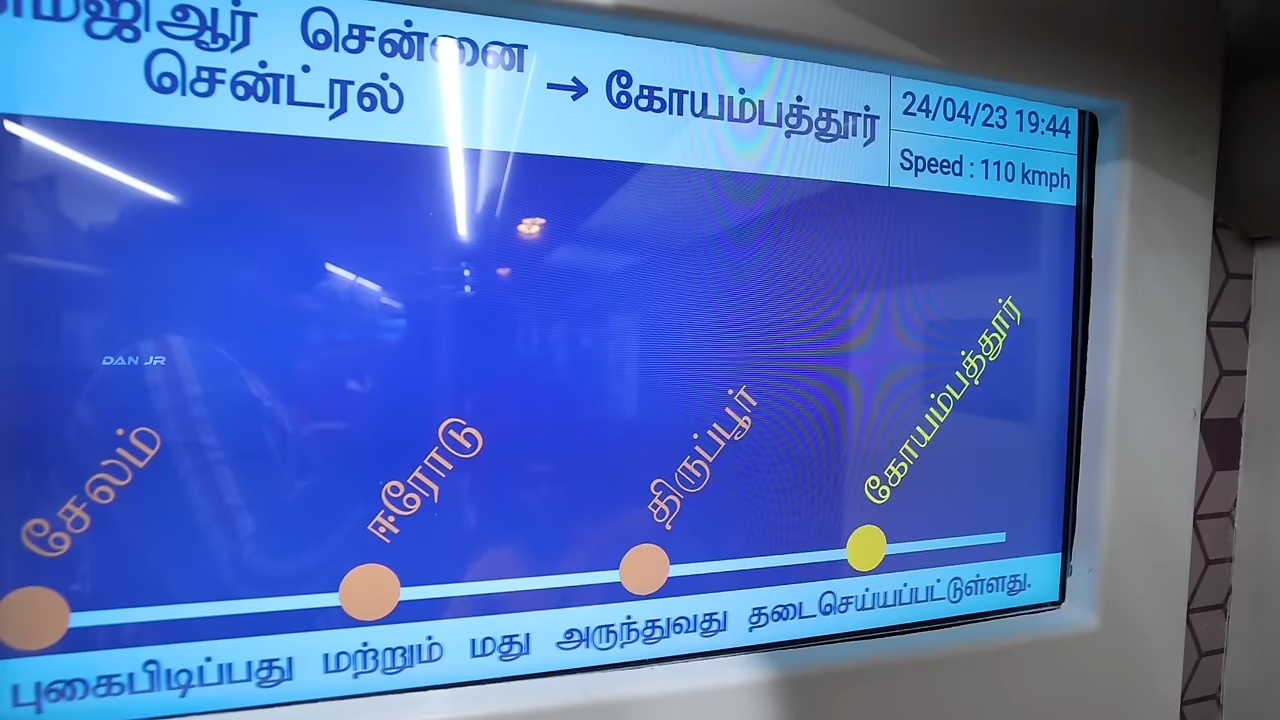 எம்ஜிஆர் சென்னை
சென்ட்ரல்
→ கோயம்பத்தூர்
24/04/23 19:44
Speed : 110 kmph
DAN JR
சேலம்
ஈரோடு
திருப்பூர்
கோயம்பத்தூர்
புகைபிடிப்பது மற்றும் மது அருந்துவது தடைசெய்யப்பட்டுள்ளது.